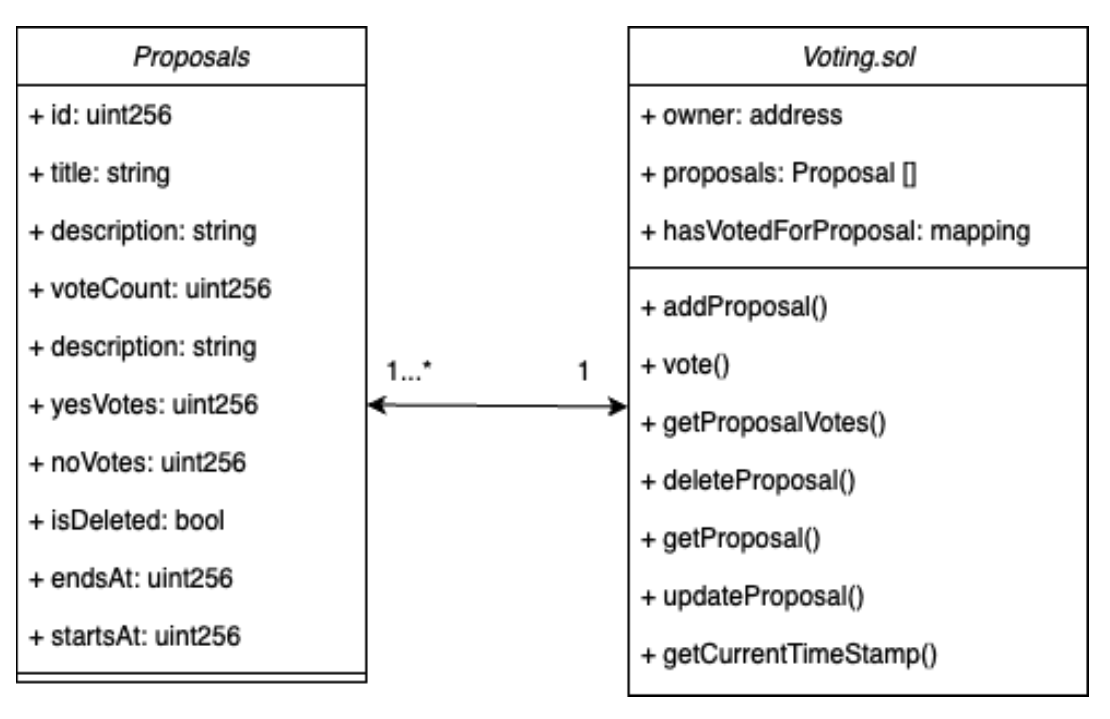 Proposals
+ id: uint256
+ title: string
+ description: string
+ voteCount: uint256
+ description: string
+ yesVotes: uint256
+ noVotes: uint256
+ isDeleted: bool
+ endsAt: uint256
+ startsAt: uint256
1...*
1
Voting.sol
+ owner: address
+ proposals: Proposal []
+ hasVotedForProposal: mapping
+ addProposal()
+ vote()
+ getProposalVotes()
+ deleteProposal()
+ getProposal()
+ updateProposal()
+ getCurrentTimeStamp()